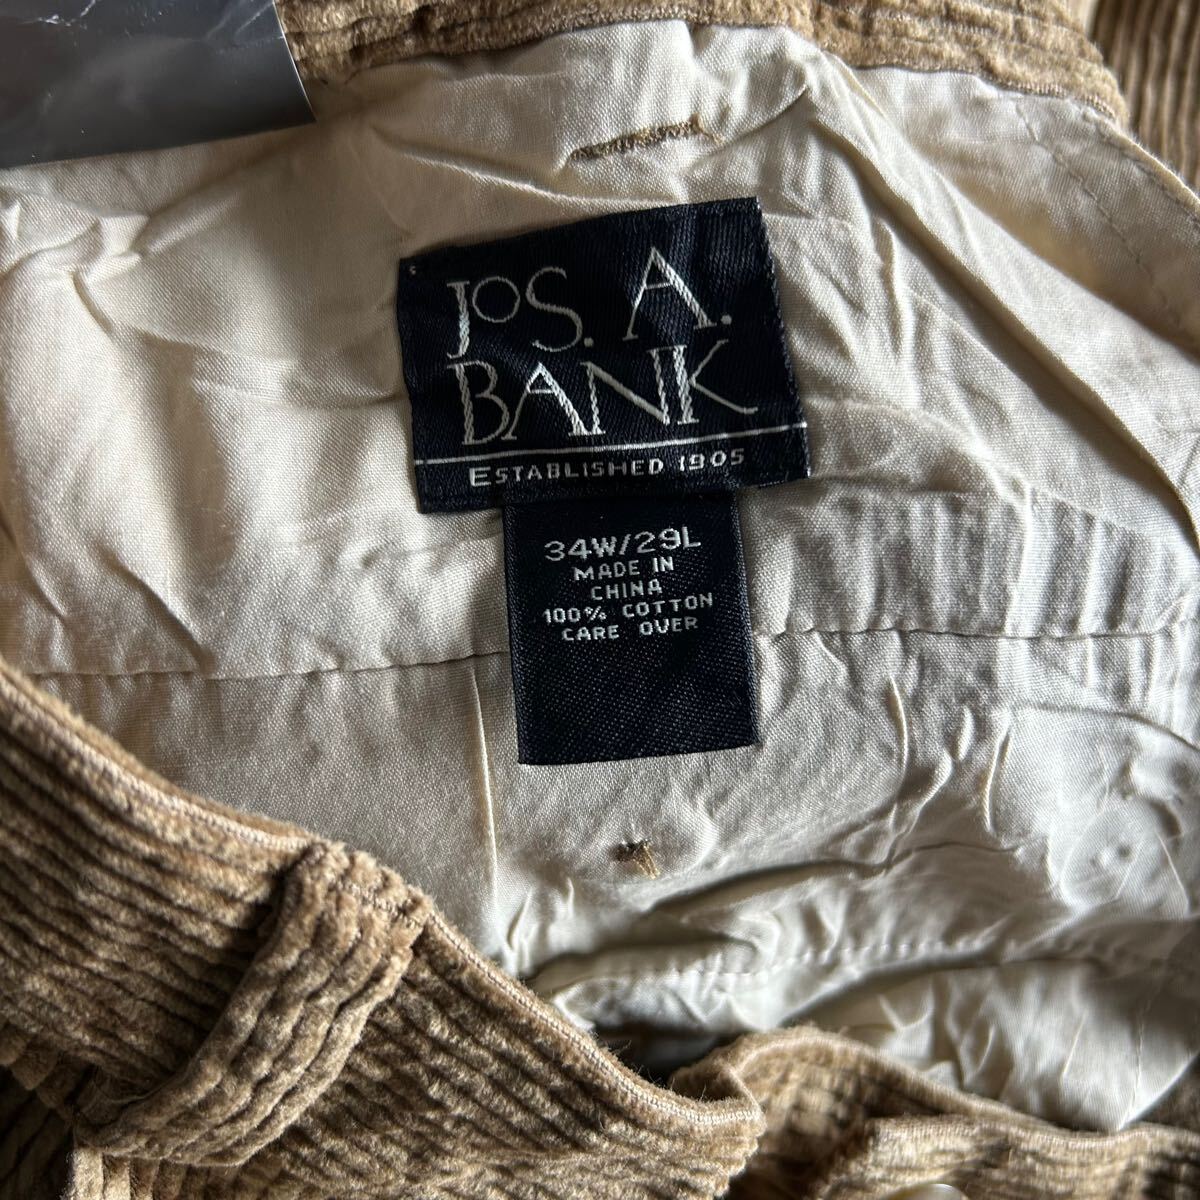 JOS. A.
BANK
ESTABLISHED 1905
34W/29L
MADE IN
CHINA
100% COTTON
CARE OVER